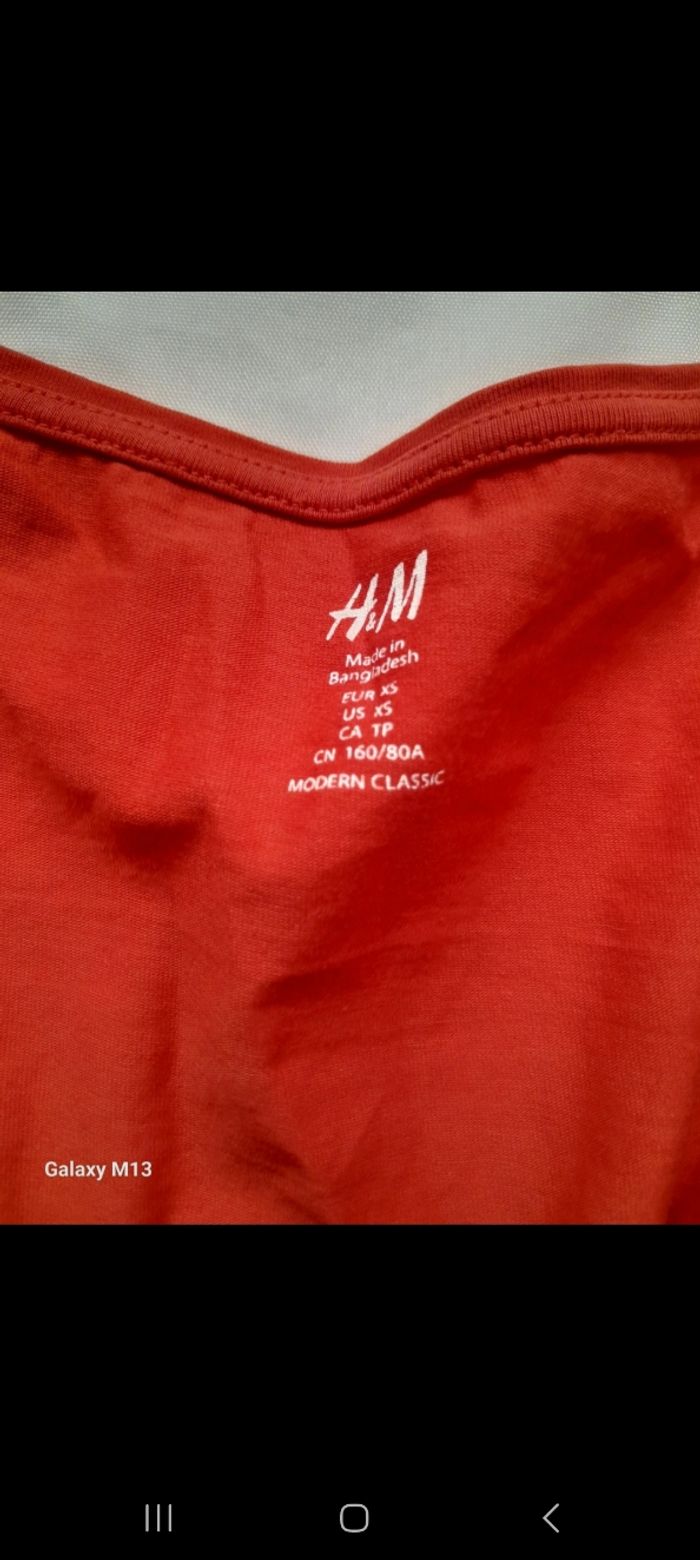 H&M
Made in
Bangladesh
EUR XS
US XS
CA TP
CN 160/80A
MODERN CLASSIC
Galaxy M13